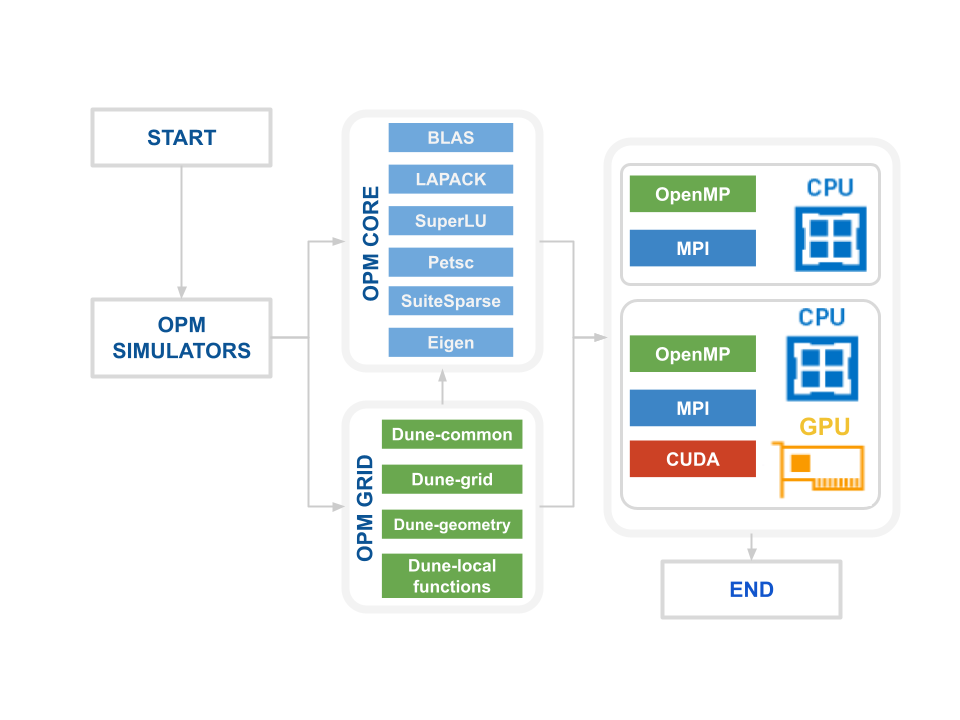 START
OPM
SIMULATORS
OPM CORE
BLAS
LAPACK
SuperLU
Petsc
SuiteSparse
Eigen
OPM GRID
Dune-common
Dune-grid
Dune-geometry
Dune-local
functions
OpenMP
MPI
CPU
OpenMP
MPI
CUDA
CPU
GPU
END